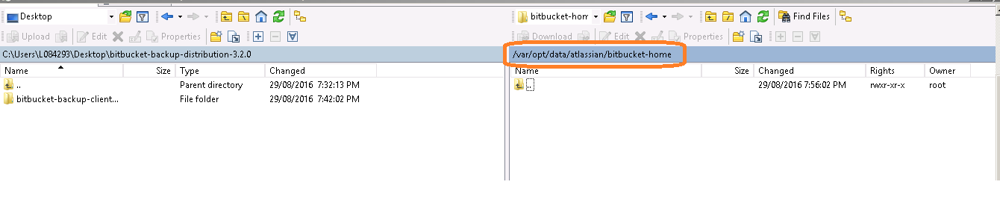 Desktop bitbucket-hom Find Files
Upload Edit Properties Download Edit Properties
C:\Users\L084293\Desktop\bitbucket-backup-distribution-3.2.0 /var/opt/data/atlassian/bitbucket-home
Name Size Type Changed Name Size Changed Rights Owner
.. Parent directory 29/08/2016 7:32:13 PM .. 29/08/2016 7:56:02 PM rwxr-xr-x root
bitbucket-backup-client... File folder 29/08/2016 7:42:02 PM